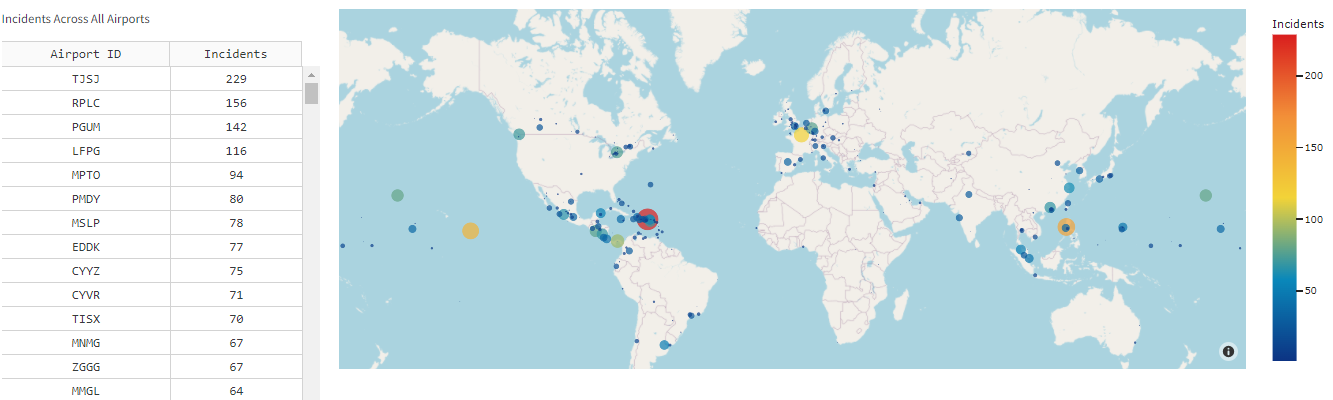 Incidents Across All Airports
Incidents
Airport ID Incidents
TJSJ 229
RPLC 156
PGUM 142
LFPG 116
MPTO 94
PMDY 80
MSLP 78
EDDK 77
CYYZ 75
CYVR 71
TISX 70
MNMG 67
ZGGG 67
MMGL 64
200
150
100
50